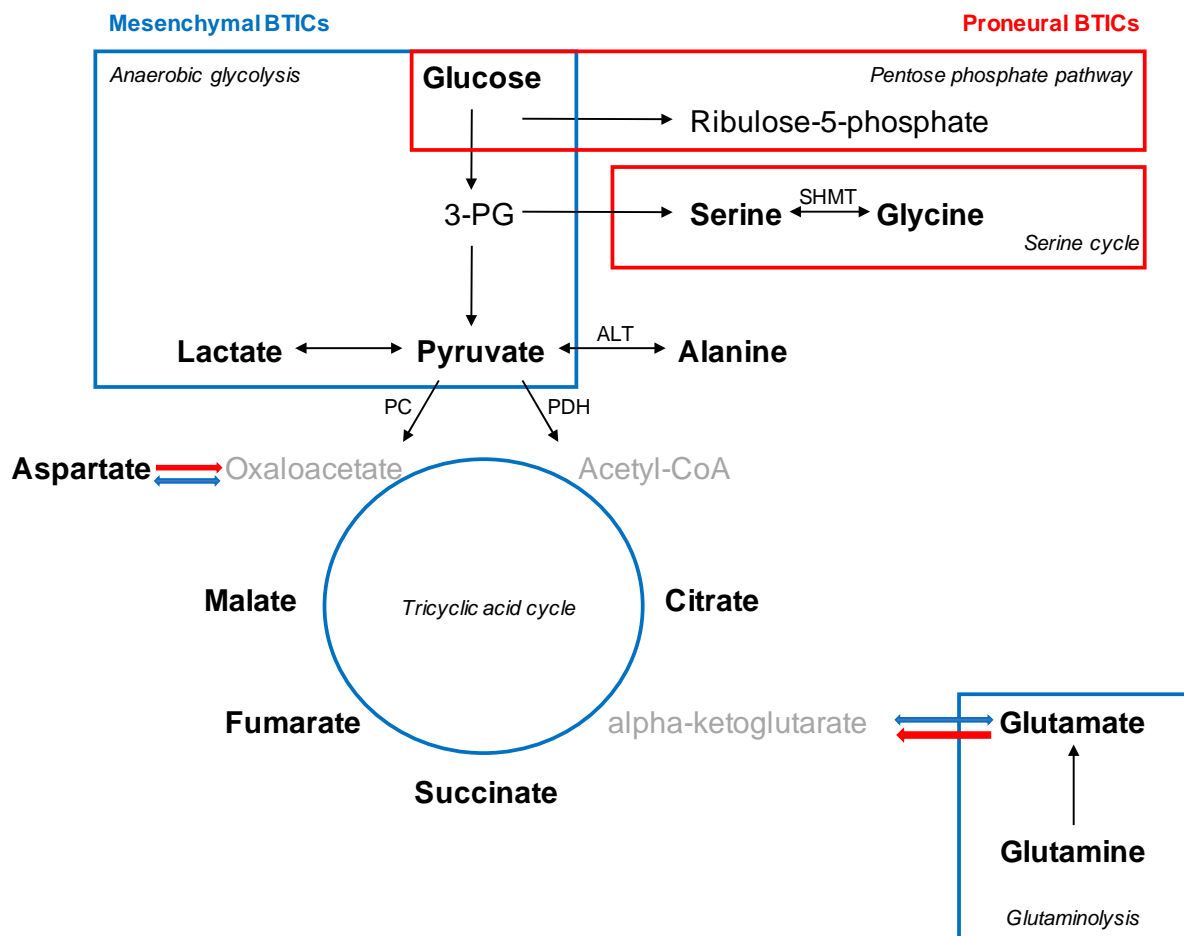 Mesenchymal BTICs
Proneural BTICs
Anaerobic glycolysis
Glucose
Pentose phosphate pathway
Ribulose-5-phosphate
3-PG
Serine
SHMT
Glycine
Serine cycle
Lactate
Pyruvate
ALT
Alanine
PC
PDH
Aspartate
Oxaloacetate
Acetyl-CoA
Malate
Tricyclic acid cycle
Citrate
Fumarate
alpha-ketoglutarate
Glutamate
Succinate
Glutamine
Glutaminolysis